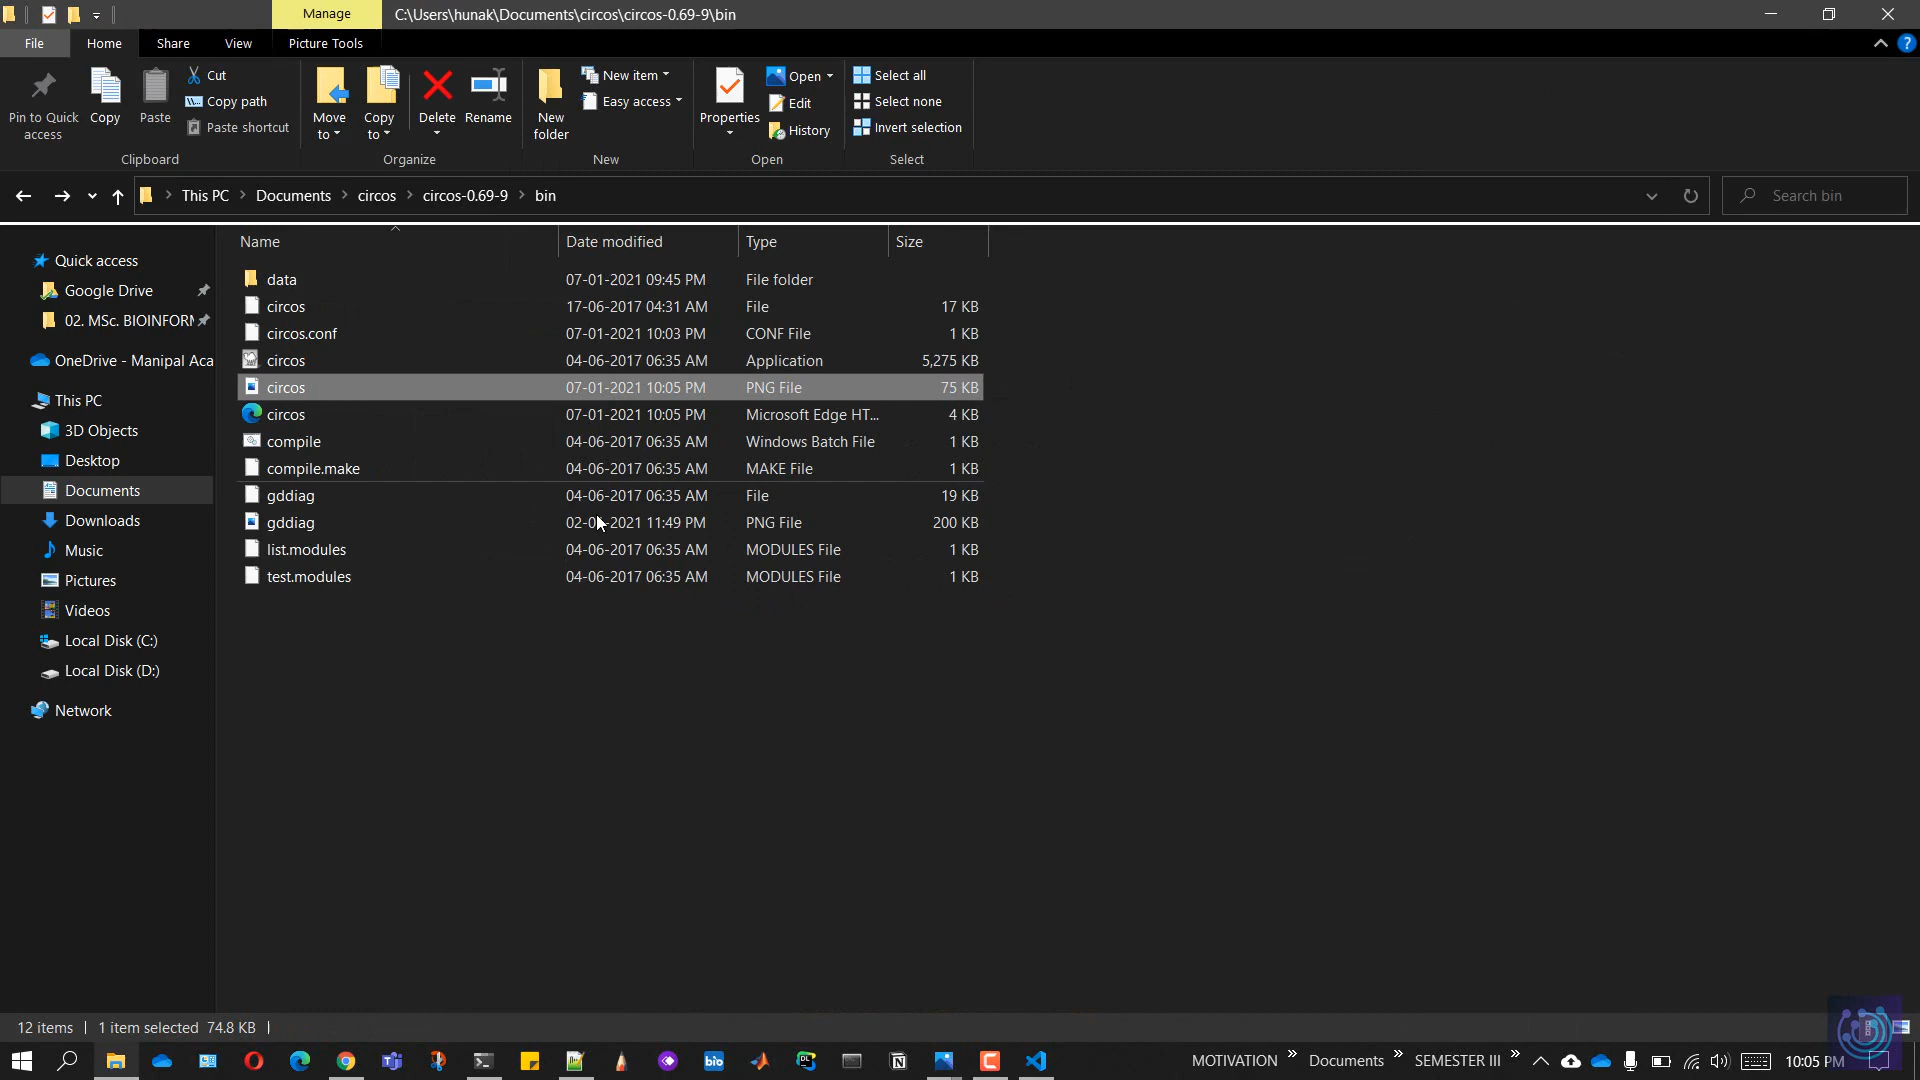 Manage C:\Users\hunak\Documents\circos\circos-0.69-9\bin
File Home Share View Picture Tools
Pin to Quick access
Copy
Paste
Cut
Copy path
Paste shortcut
Clipboard
Move to
Copy to
Delete
Rename
Organize
New folder
New item
Easy access
New
Properties
Open
Edit
History
Open
Select all
Select none
Invert selection
Select
This PC > Documents > circos > circos-0.69-9 > bin
Search bin
Quick access
Google Drive
02. MSc. BIOINFOR
OneDrive - Manipal Aca
This PC
3D Objects
Desktop
Documents
Downloads
Music
Pictures
Videos
Local Disk (C:)
Local Disk (D:)
Network
Name Date modified Type Size
data 07-01-2021 09:45 PM File folder
circos 17-06-2017 04:31 AM File 17 KB
circos.conf 07-01-2021 10:03 PM CONF File 1 KB
circos 04-06-2017 06:35 AM Application 5,275 KB
circos 07-01-2021 10:05 PM PNG File 75 KB
circos 07-01-2021 10:05 PM Microsoft Edge HT... 4 KB
compile 04-06-2017 06:35 AM Windows Batch File 1 KB
compile.make 04-06-2017 06:35 AM MAKE File 1 KB
gddiag 04-06-2017 06:35 AM File 19 KB
gddiag 11:49 PM PNG File 200 KB
list.modules 04-06-2017 06:35 AM MODULES File 1 KB
test.modules 04-06-2017 06:35 AM MODULES File 1 KB
12 items 1 item selected 74.8 KB
bio
MOTIVATION » Documents » SEMESTER III » 10:05 PM